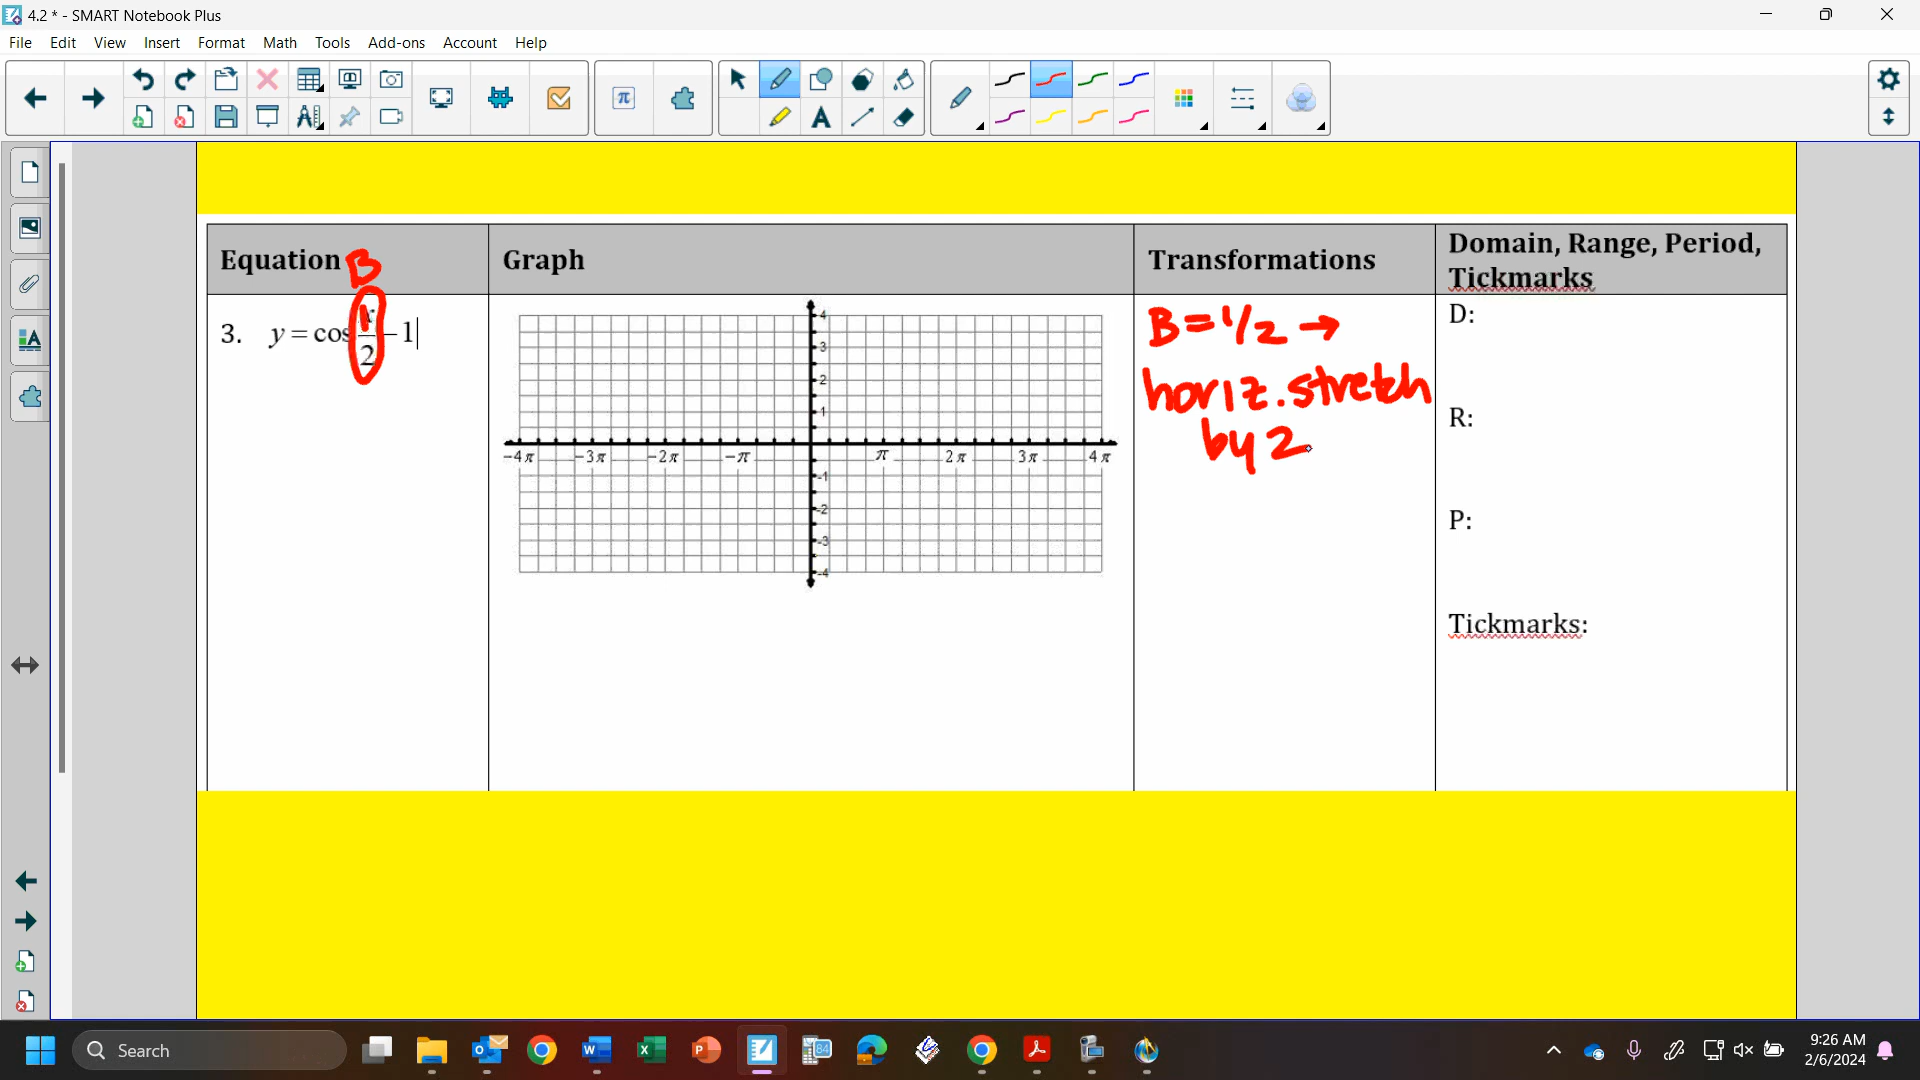 4.2 * - SMART Notebook Plus
File Edit View Insert Format Math Tools Add-ons Account Help
π
A
Equation B
Graph
Transformations
Domain, Range, Period,
Tickmarks
3. y = cos x/2 − 1
1
4
3
2
1
−4π −3π −2π −π π 2π 3π 4π
-1
-2
-3
-4
B = 1/2 →
horiz. stretch
by 2
D:
R:
P:
Tickmarks:
Search
84
9:26 AM
2/6/2024